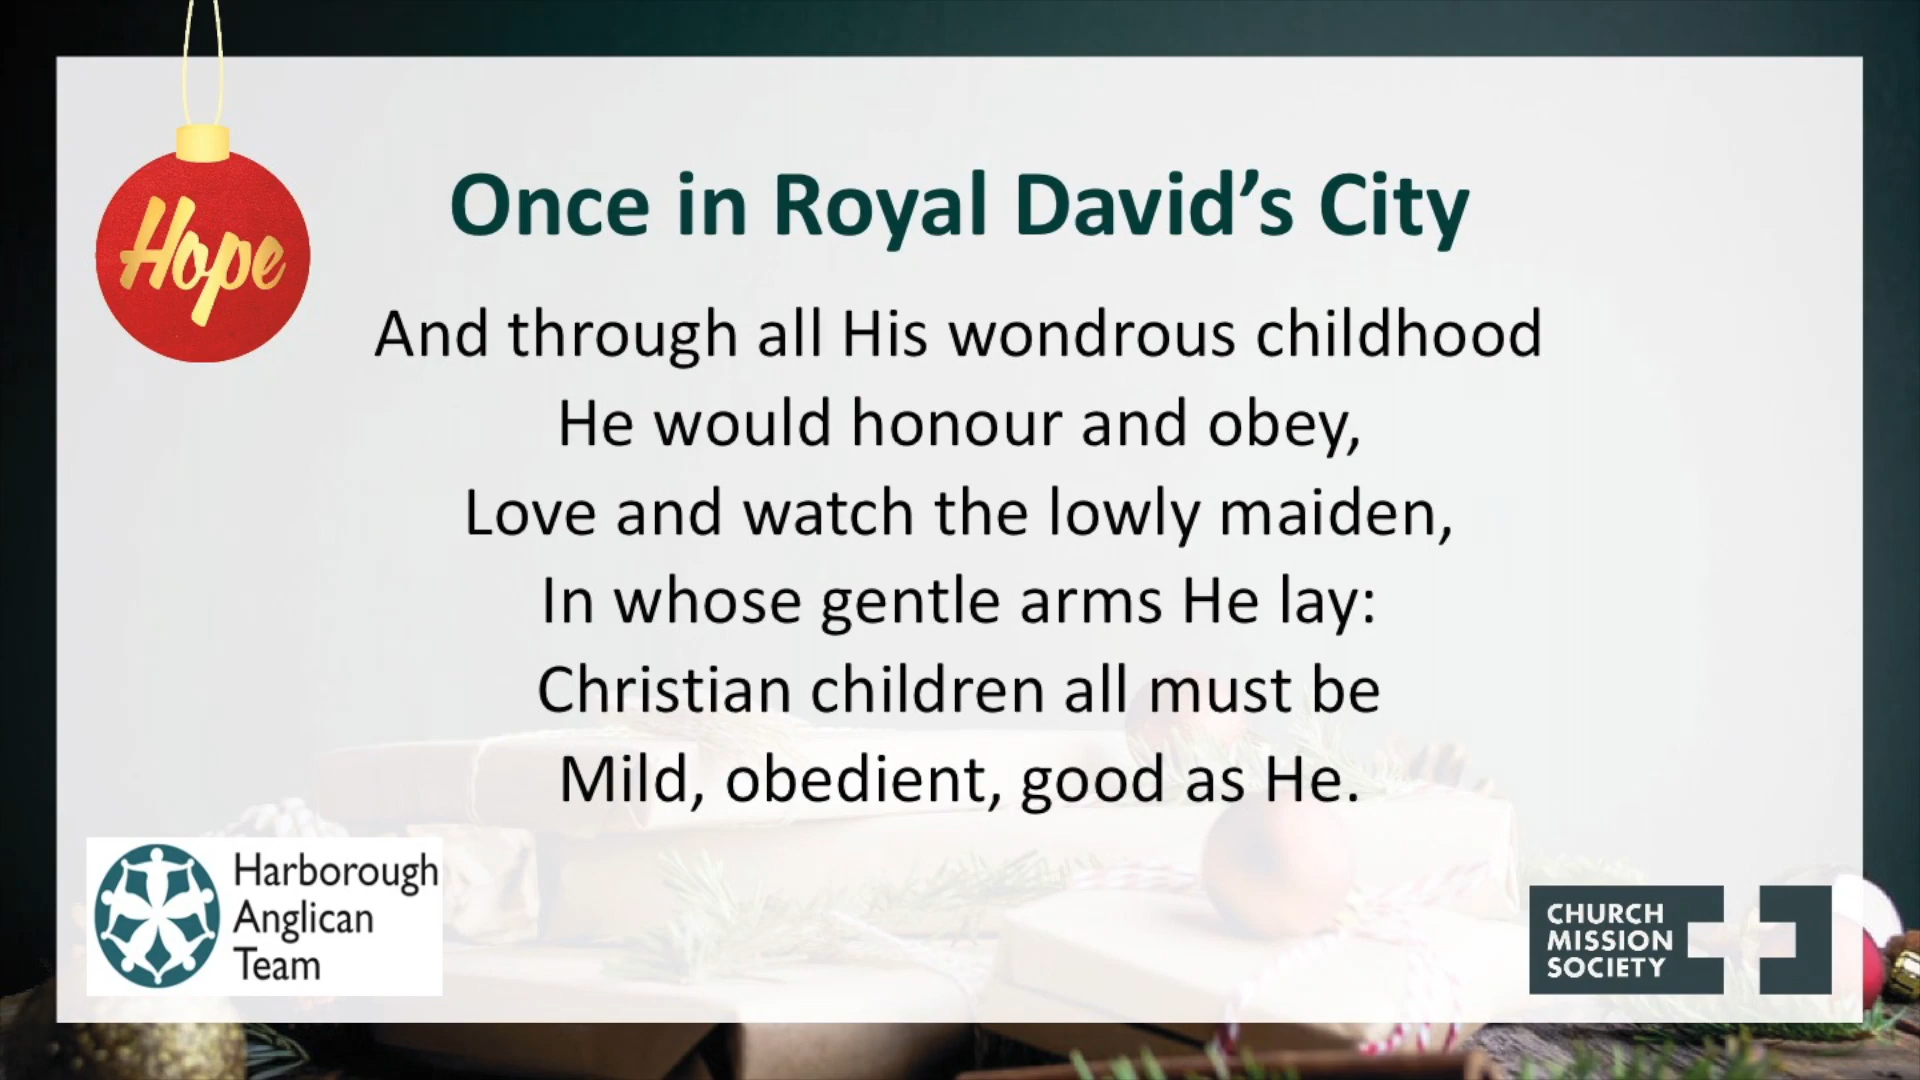 Hope
Once in Royal David’s City
And through all His wondrous childhood
He would honour and obey,
Love and watch the lowly maiden,
In whose gentle arms He lay:
Christian children all must be
Mild, obedient, good as He.
Harborough
Anglican
Team
CHURCH
MISSION
SOCIETY